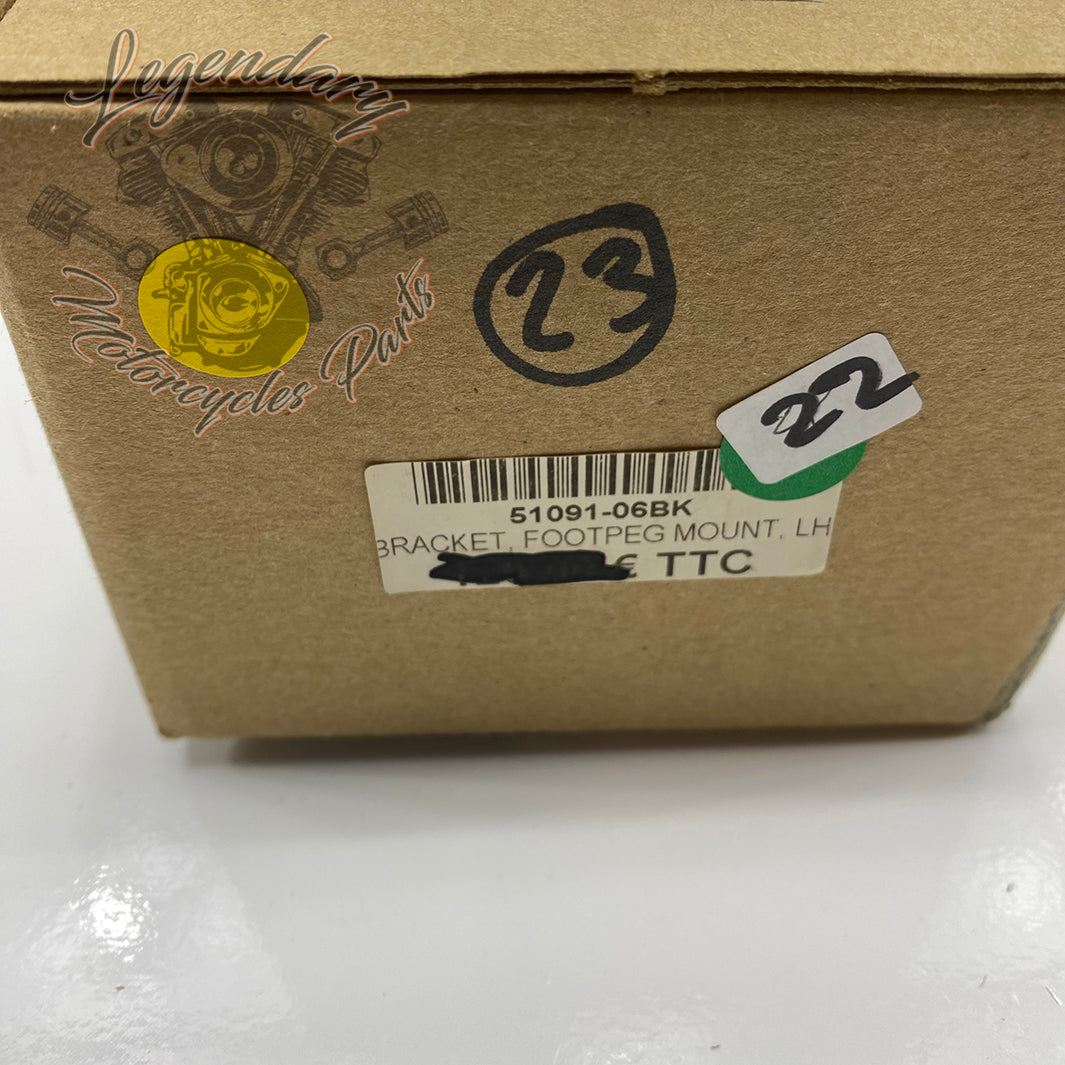 Legendary
Motorcycles Parts
23
22
51091-06BK
BRACKET, FOOTPEG MOUNT, LH
€ TTC